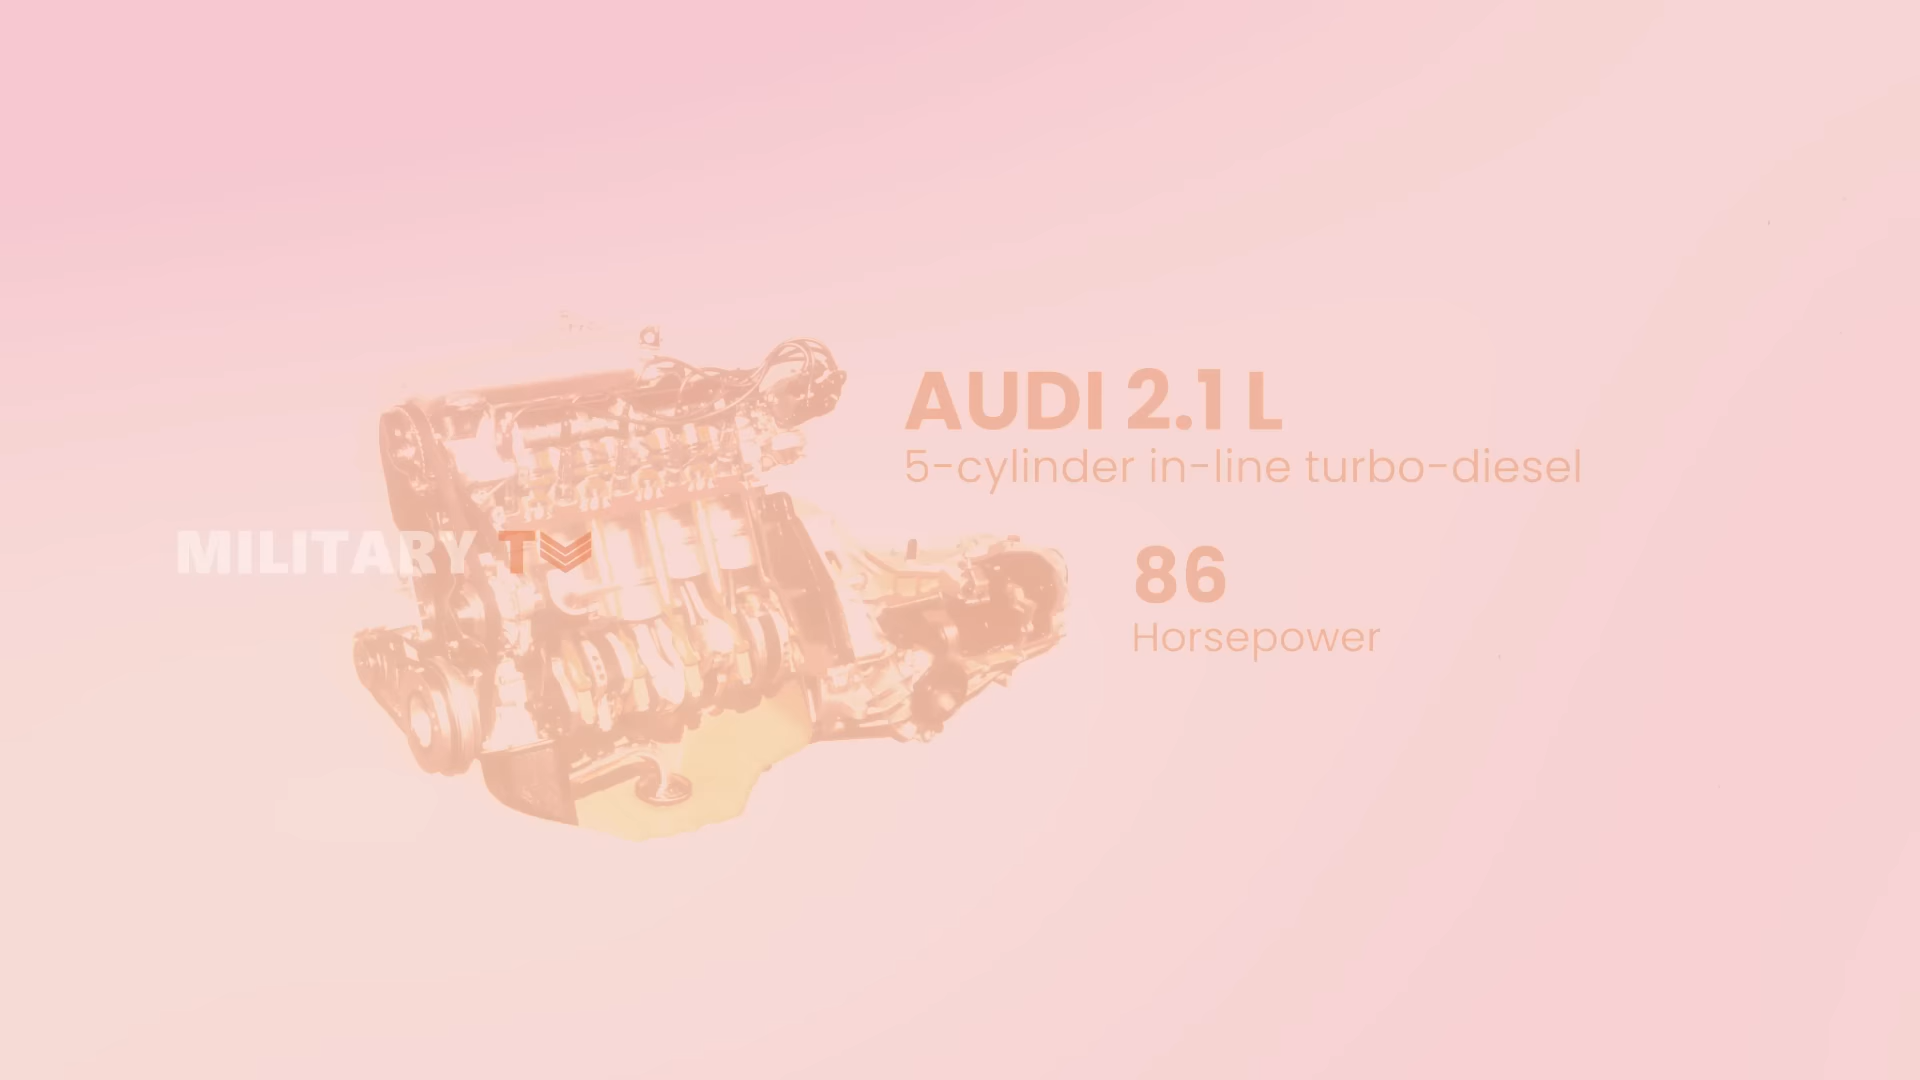 AUDI 2.1 L
5-cylinder in-line turbo-diesel
MILITARY TV
86
Horsepower